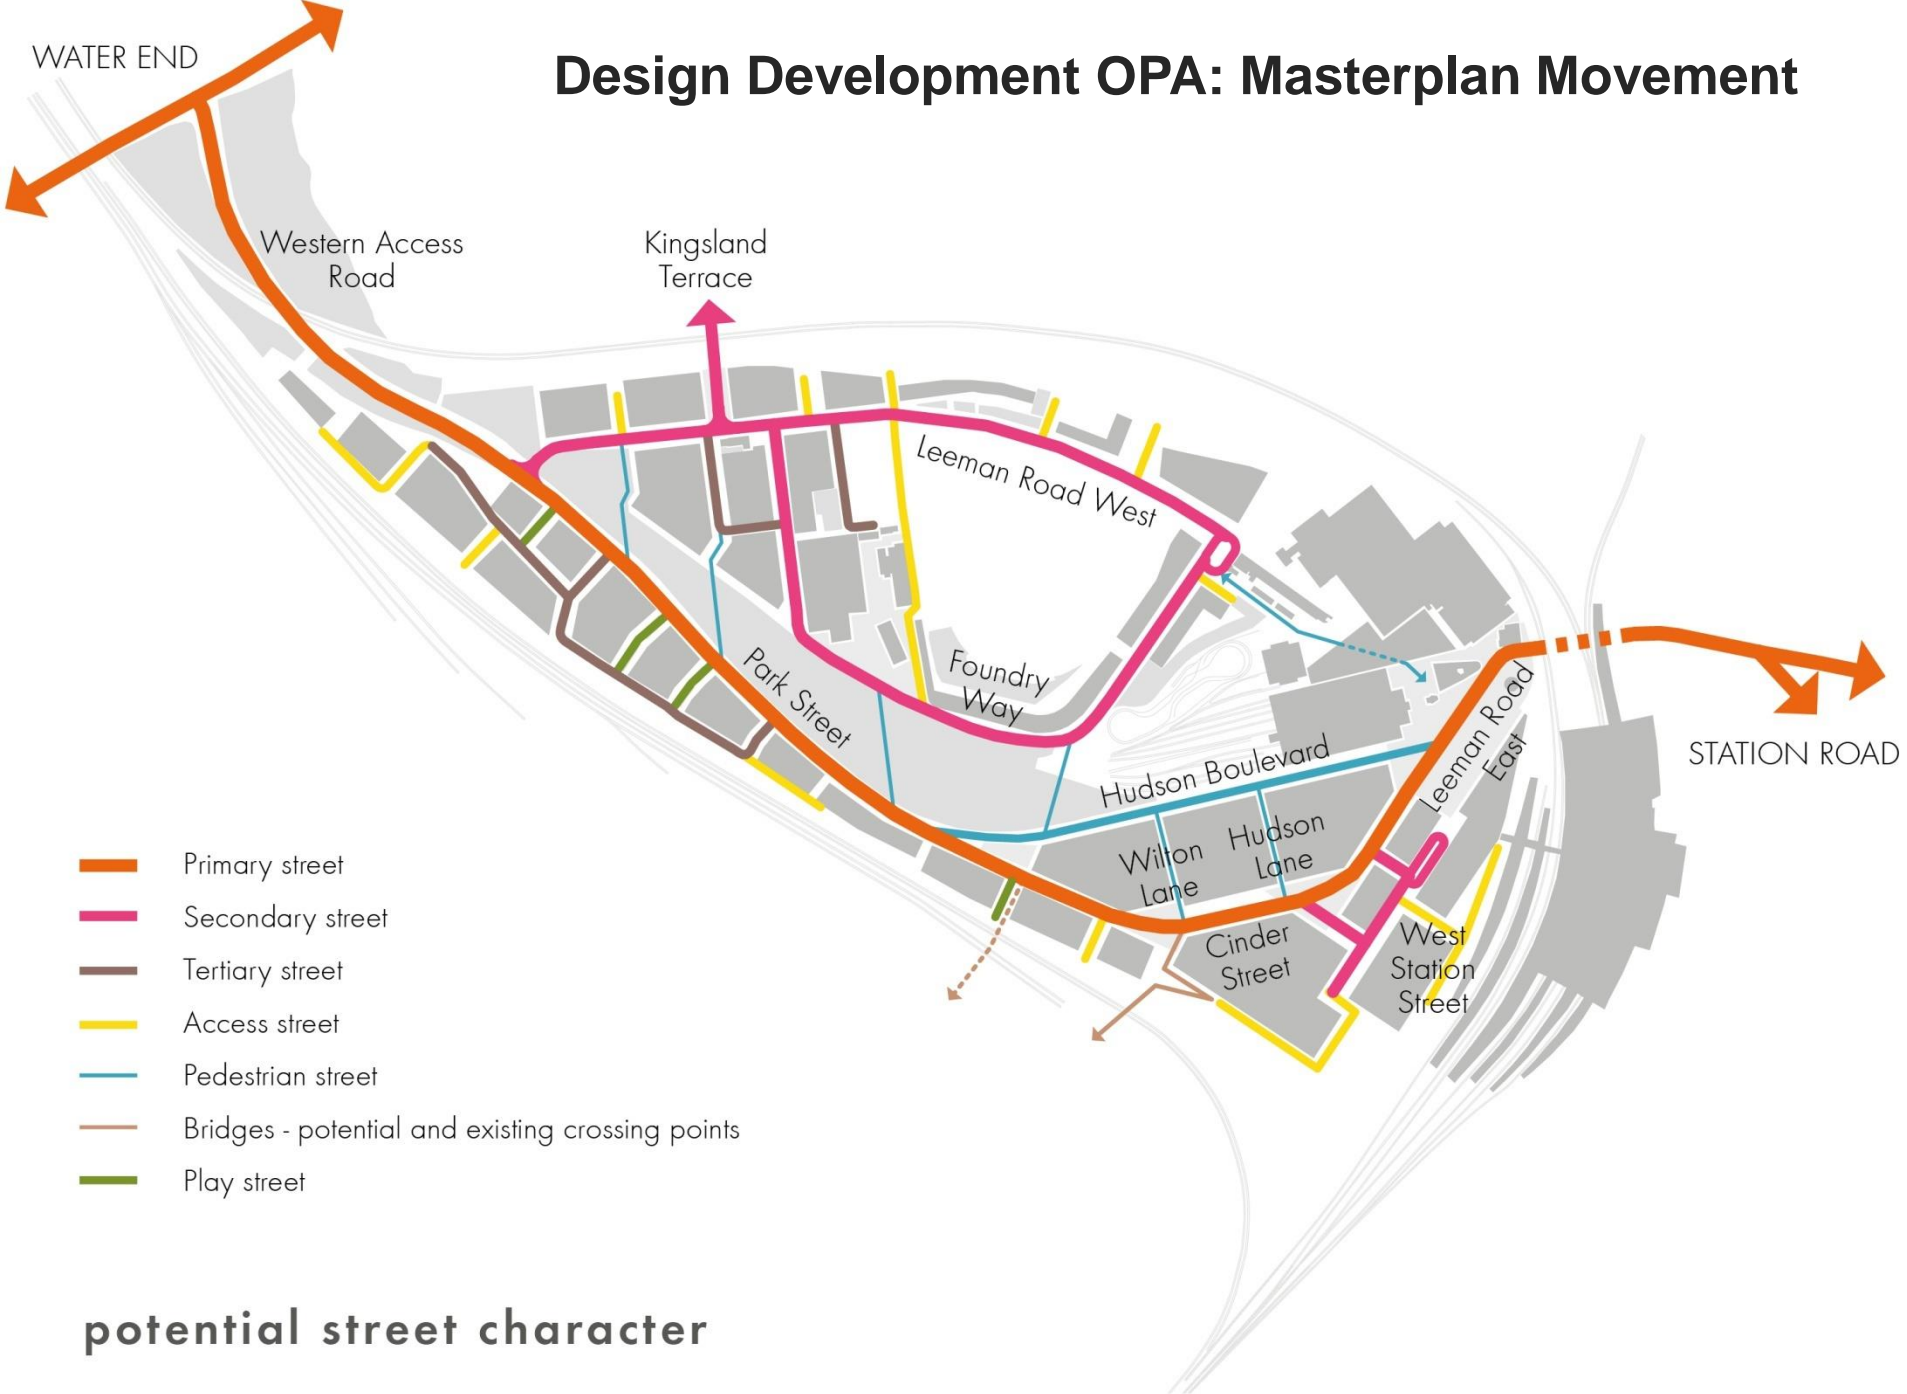 WATER END
Design Development OPA: Masterplan Movement
Western Access
Road
Kingsland
Terrace
Leeman Road West
Foundry
Way
Park Street
Hudson Boulevard
Leeman Road
East
STATION ROAD
Wilton
Lane
Hudson
Lane
Cinder
Street
West
Station
Street
Primary street
Secondary street
Tertiary street
Access street
Pedestrian street
Bridges - potential and existing crossing points
Play street
potential street character